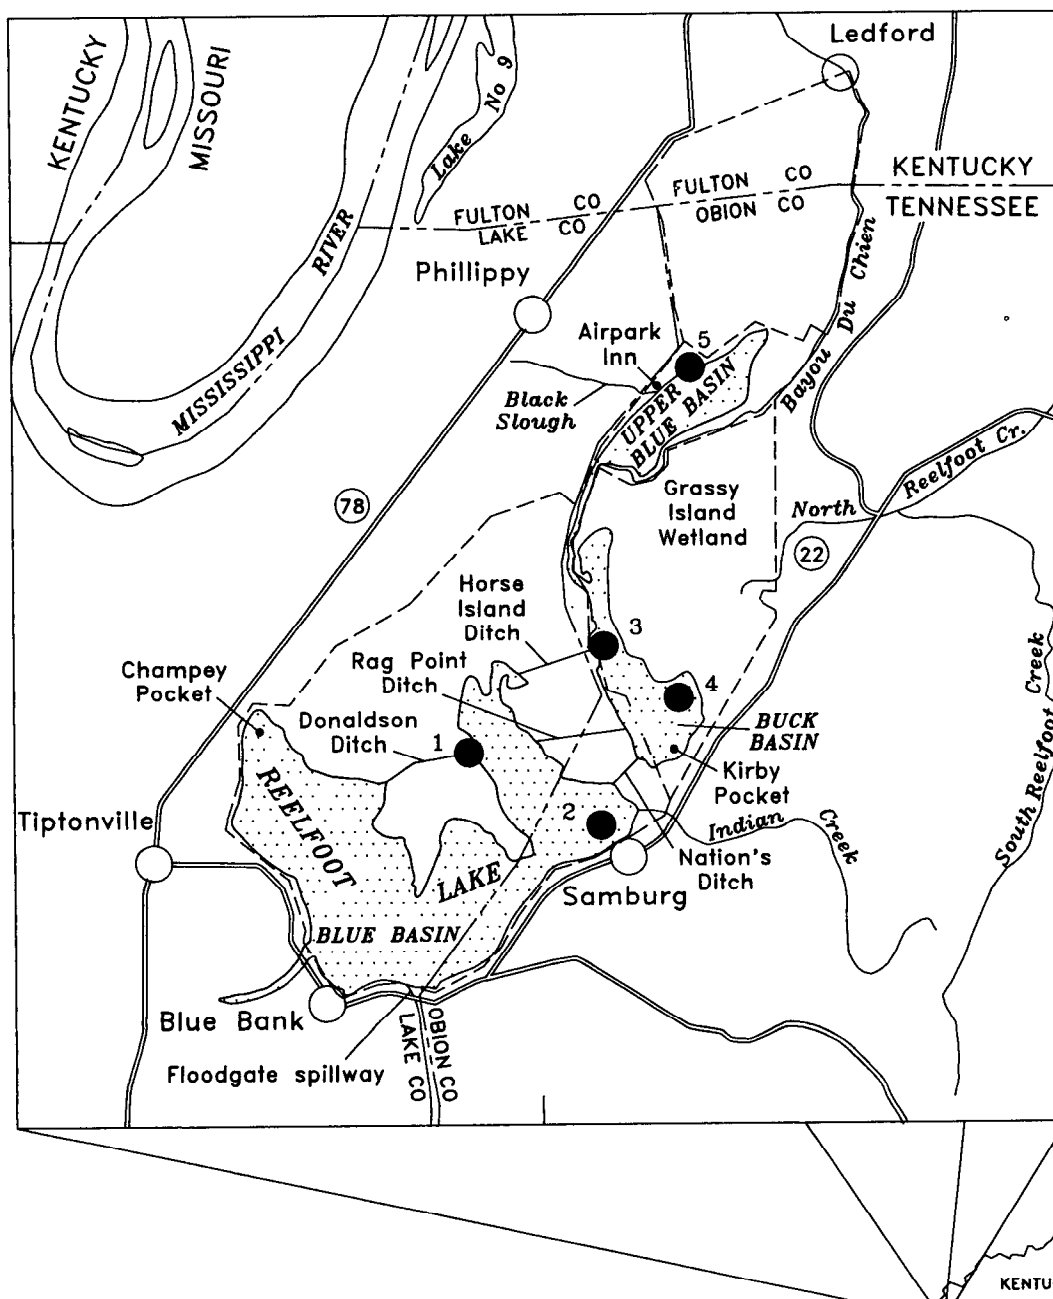 Ledford
KENTUCKY
MISSOURI
Lake No 9
KENTUCKY
TENNESSEE
FULTON CO
LAKE CO
FULTON CO
OBION CO
MISSISSIPPI RIVER
Phillippy
Bayou Du Chien
Airpark
Inn
5
Black
Slough
UPPER
BLUE BASIN
Grassy
Island
Wetland
North Reelfoot Cr.
78
22
Horse
Island
Ditch
3
Rag Point
Ditch
4
Champey
Pocket
Donaldson
Ditch
1
BUCK
BASIN
Kirby
Pocket
South Reelfoot Creek
REELFOOT LAKE
Tiptonville
2
Indian Creek
Nation's
Ditch
Samburg
BLUE BASIN
Blue Bank
OBION CO
LAKE CO
Floodgate spillway
KENTU